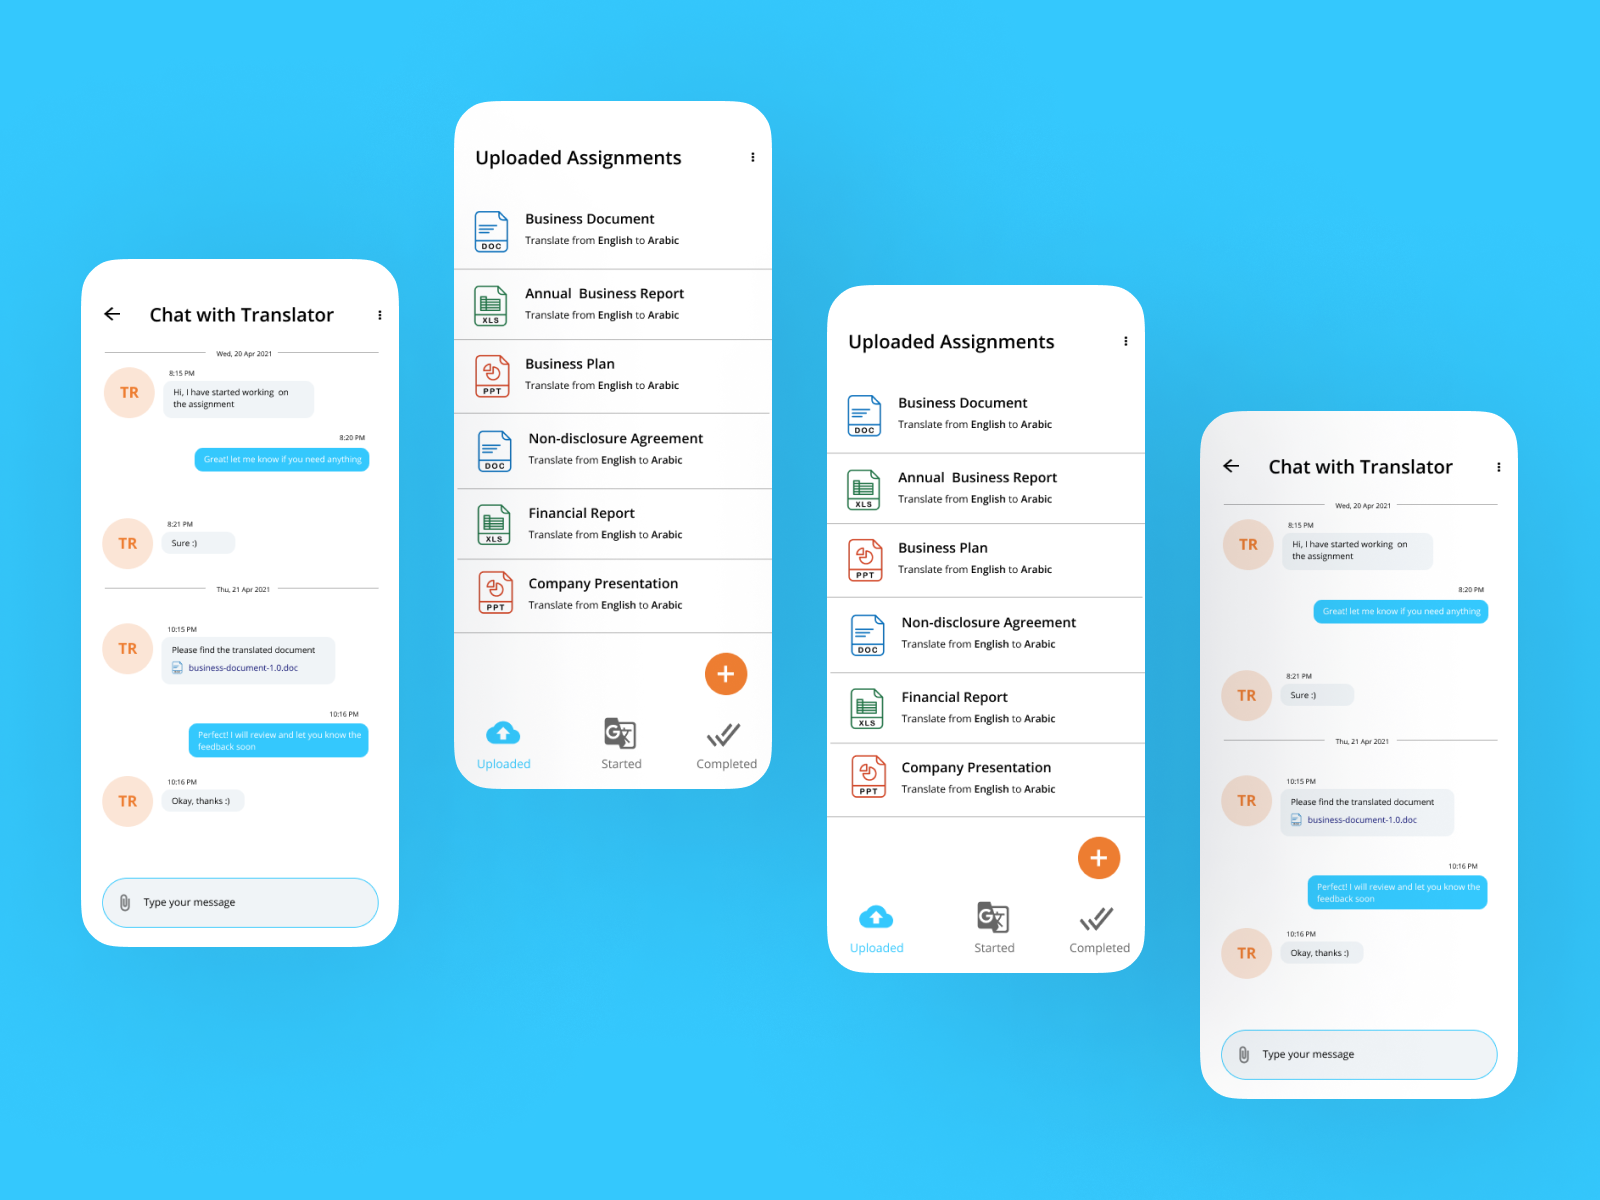 Chat with Translator
Wed, 20 Apr 2021
8:15 PM
TR
Hi, I have started working  on
the assignment
8:20 PM
Great! let me know if you need anything
8:21 PM
TR
Sure :)
Thu, 21 Apr 2021
10:15 PM
TR
Please find the translated document
business-document-1.0.doc
10:16 PM
Perfect! I will review and let you know the
feedback soon
10:16 PM
TR
Okay, thanks :)
Type your message
Uploaded Assignments
Business Document
DOC
Translate from English to Arabic
Annual  Business Report
XLS
Translate from English to Arabic
Business Plan
PPT
Translate from English to Arabic
Non-disclosure Agreement
DOC
Translate from English to Arabic
Financial Report
XLS
Translate from English to Arabic
Company Presentation
PPT
Translate from English to Arabic
G
Uploaded
Started
Completed
Uploaded Assignments
Business Document
DOC
Translate from English to Arabic
Annual  Business Report
XLS
Translate from English to Arabic
Business Plan
PPT
Translate from English to Arabic
Non-disclosure Agreement
DOC
Translate from English to Arabic
Financial Report
XLS
Translate from English to Arabic
Company Presentation
PPT
Translate from English to Arabic
G
Uploaded
Started
Completed
Chat with Translator
Wed, 20 Apr 2021
8:15 PM
TR
Hi, I have started working  on
the assignment
8:20 PM
Great! let me know if you need anything
8:21 PM
TR
Sure :)
Thu, 21 Apr 2021
10:15 PM
TR
Please find the translated document
business-document-1.0.doc
10:16 PM
Perfect! I will review and let you know the
feedback soon
10:16 PM
TR
Okay, thanks :)
Type your message